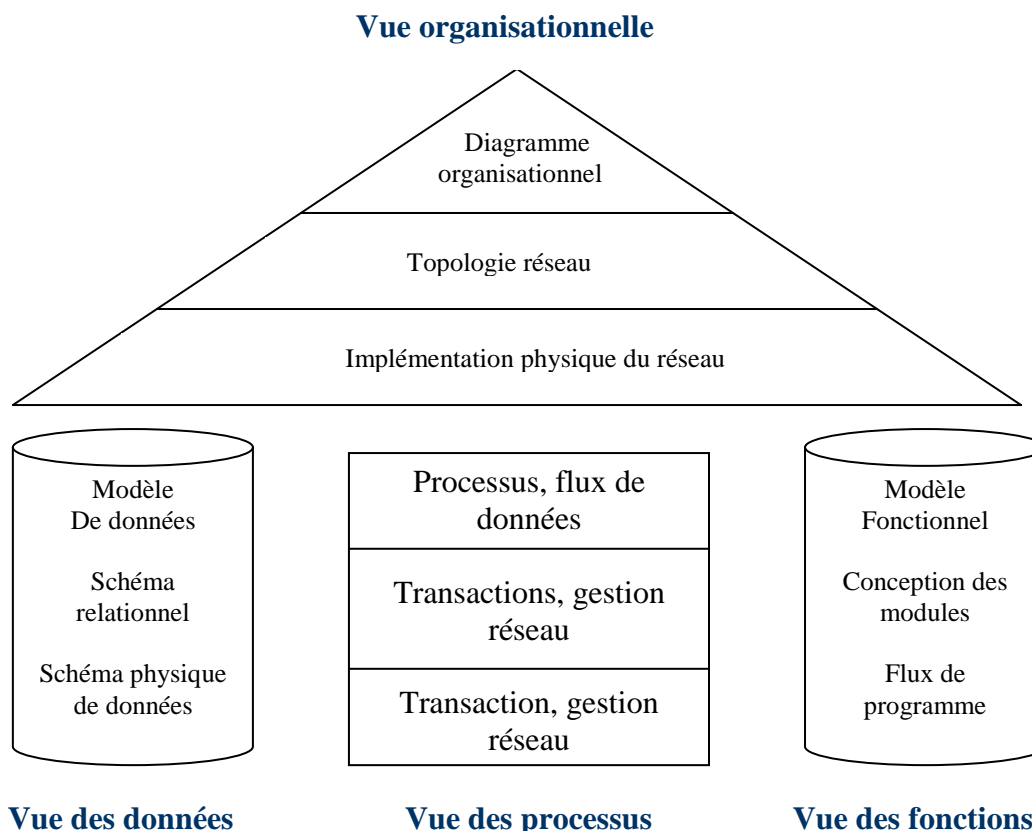 Vue organisationnelle
Diagramme
organisationnel
Topologie réseau
Implémentation physique du réseau
Modèle
De données
Schéma
relationnel
Schéma physique
de données
Processus, flux de
données
Transactions, gestion
réseau
Transaction, gestion
réseau
Modèle
Fonctionnel
Conception des
modules
Flux de
programme
Vue des données
Vue des processus
Vue des fonctions